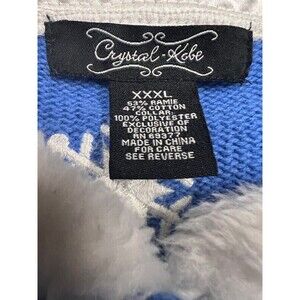 Crystal-Kobe
XXXL
53% RAMIE
47% COTTON
COLLAR:
100% POLYESTER
EXCLUSIVE OF
DECORATION
RN 69377
MADE IN CHINA
FOR CARE
SEE REVERSE